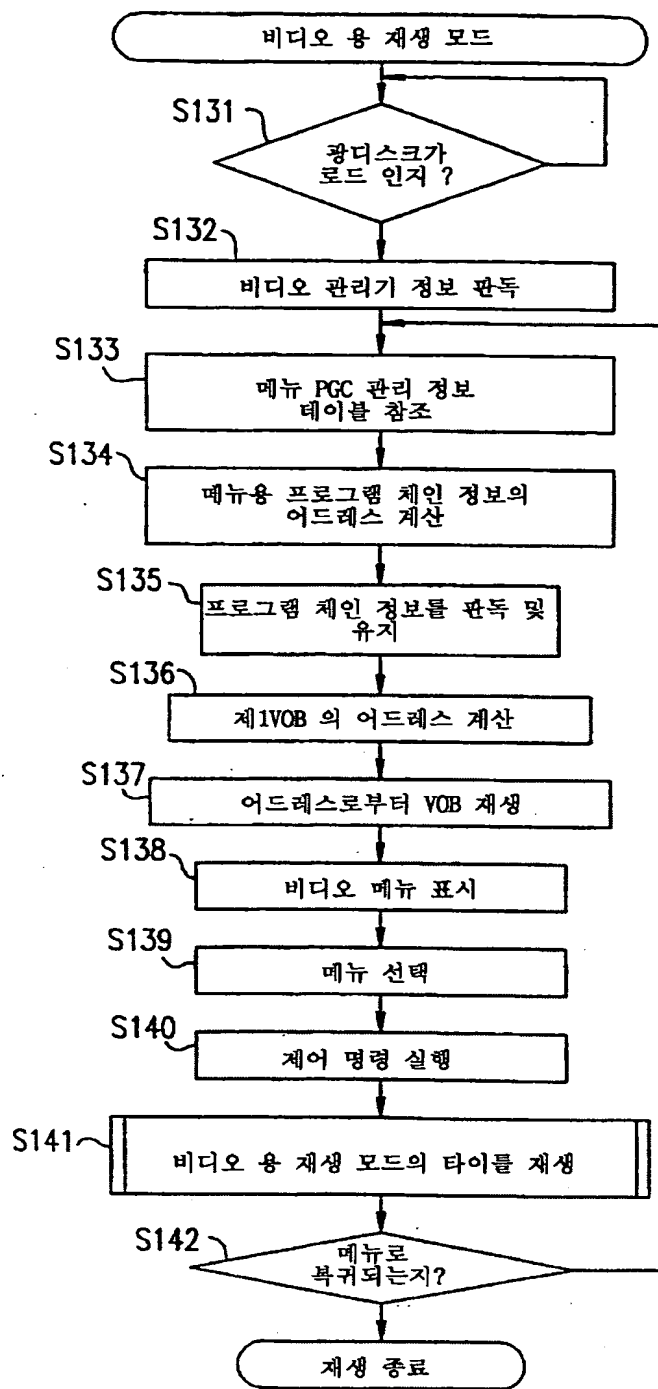 비디오 용 재생 모드
S131
광디스크가
로드 인지 ?
S132
비디오 관리기 정보 판독
S133
메뉴 PGC 관리 정보
테이블 참조
S134
메뉴용 프로그램 체인 정보의
어드레스 계산
S135
프로그램 체인 정보를 판독 및
유지
S136
제1VOB 의 어드레스 계산
S137
어드레스로부터 VOB 재생
S138
비디오 메뉴 표시
S139
메뉴 선택
S140
제어 명령 실행
S141
비디오 용 재생 모드의 타이틀 재생
S142
메뉴로
복귀되는지?
재생 종료